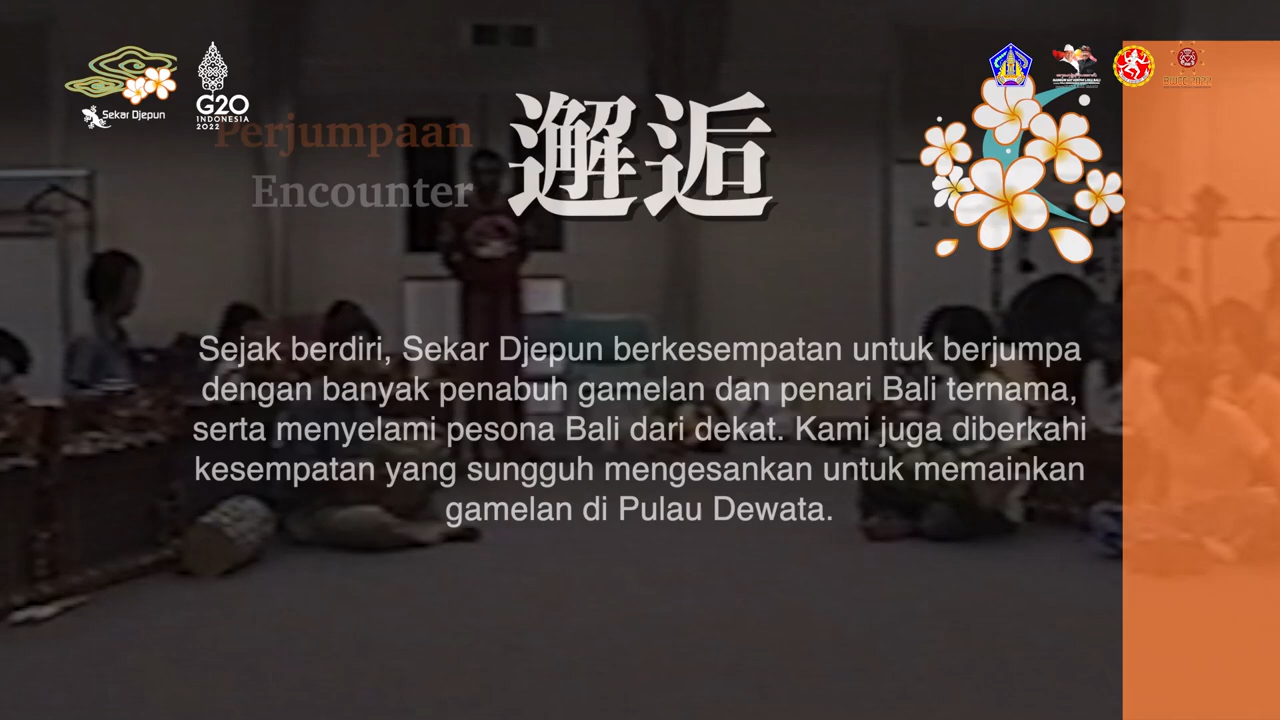 Sekar Djepun
G20
INDONESIA
2022
Perjumpaan
Encounter
邂逅
BWCC 2022
Sejak berdiri, Sekar Djepun berkesempatan untuk berjumpa
dengan banyak penabuh gamelan dan penari Bali ternama,
serta menyelami pesona Bali dari dekat. Kami juga diberkahi
kesempatan yang sungguh mengesankan untuk memainkan
gamelan di Pulau Dewata.